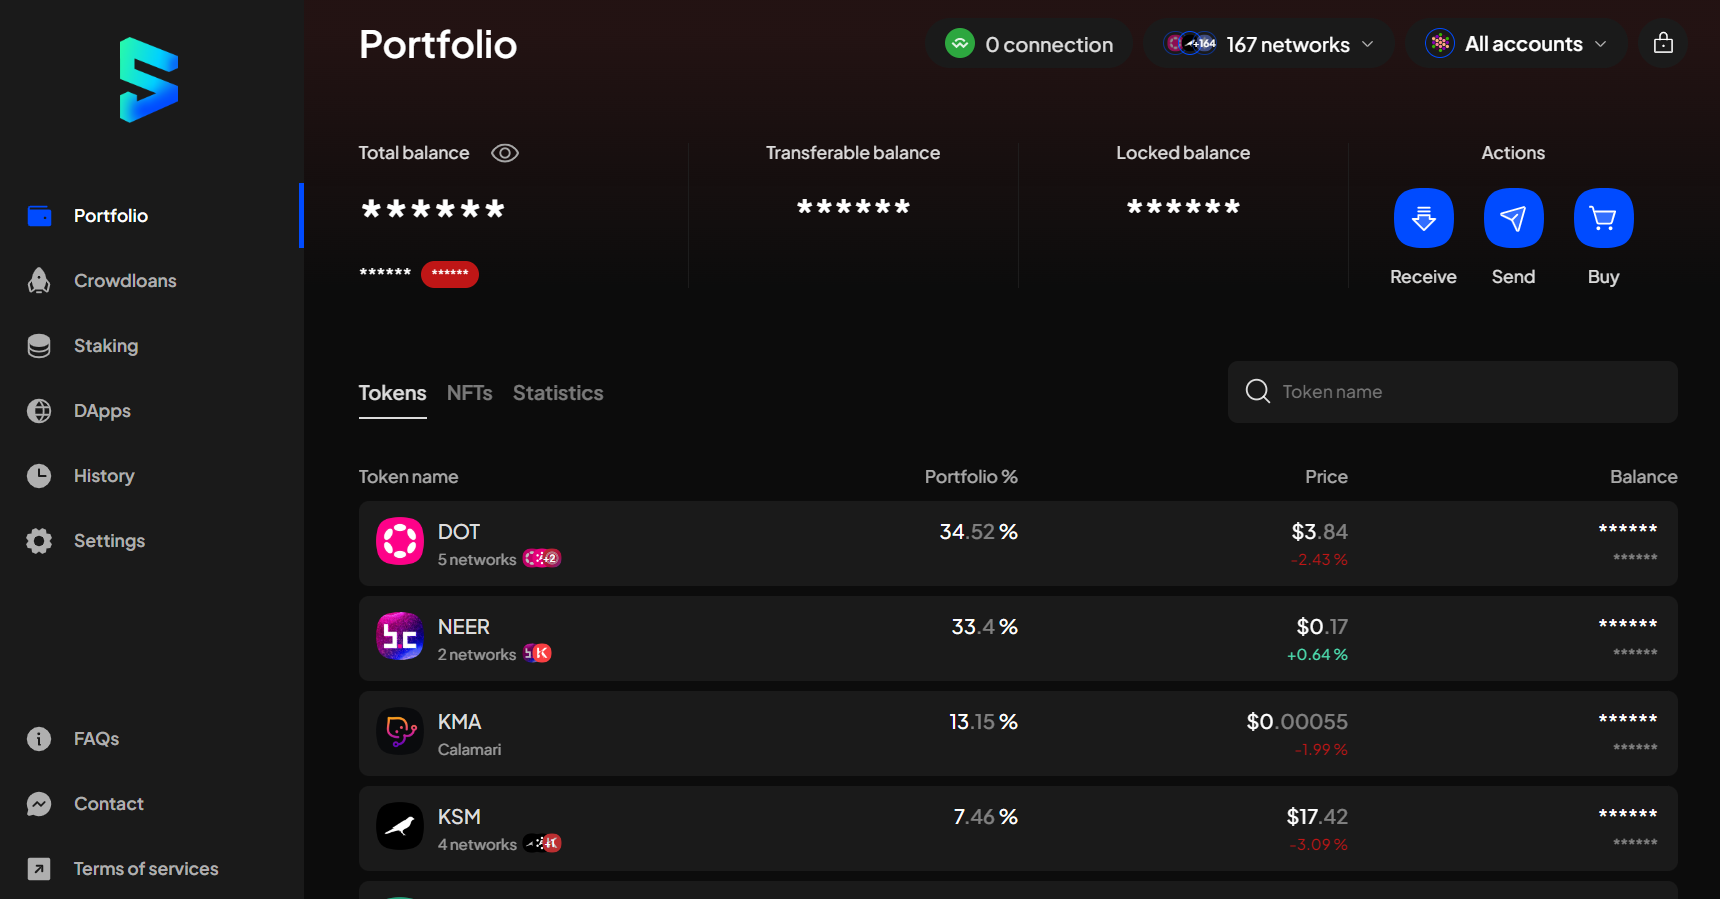 Portfolio
0 connection
+164
167 networks
All accounts
Portfolio
Crowdloans
Staking
DApps
History
Settings
FAQs
Contact
Terms of services
Total balance
******
****** ******
Transferable balance
******
Locked balance
******
Actions
Receive
Send
Buy
Tokens
NFTs
Statistics
Token name
Token name
Portfolio %
Price
Balance
DOT
5 networks
+2
34.52 %
$3.84
-2.43 %
******
******
NEER
2 networks
33.4 %
$0.17
+0.64 %
******
******
KMA
Calamari
13.15 %
$0.00055
-1.99 %
******
******
KSM
4 networks
7.46 %
$17.42
-3.09 %
******
******